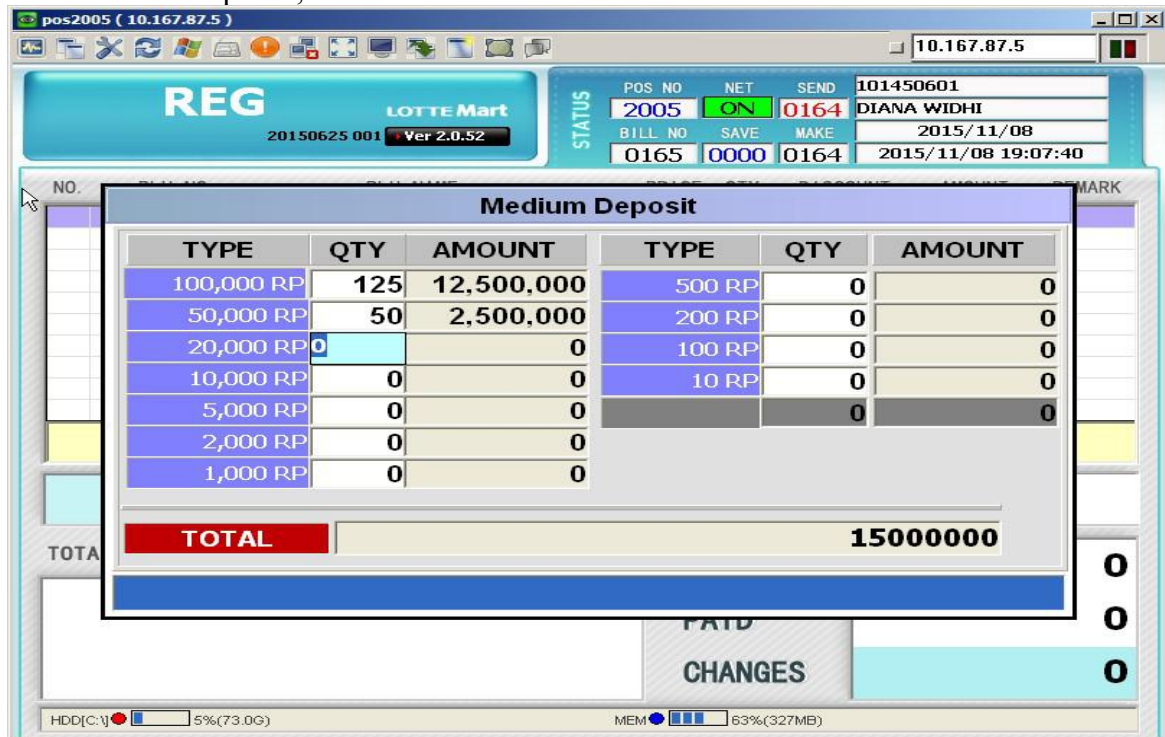 pos2005 ( 10.167.87.5 )
10.167.87.5
REG
LOTTE Mart
20150625 001 Ver 2.0.52
STATUS
POS NO NET SEND 101450601
2005 ON 0164 DIANA WIDHI
BILL NO SAVE MAKE 2015/11/08
0165 0000 0164 2015/11/08 19:07:40
NO.
Medium Deposit
TYPE QTY AMOUNT TYPE QTY AMOUNT
100,000 RP 125 12,500,000 500 RP 0 0
50,000 RP 50 2,500,000 200 RP 0 0
20,000 RP 0 0 100 RP 0 0
10,000 RP 0 0 10 RP 0 0
5,000 RP 0 0 0 0
2,000 RP 0 0
1,000 RP 0 0
TOTAL 15000000
0
0
CHANGES 0
HDD[C:\] 5%(73.0G) MEM 63%(327MB)